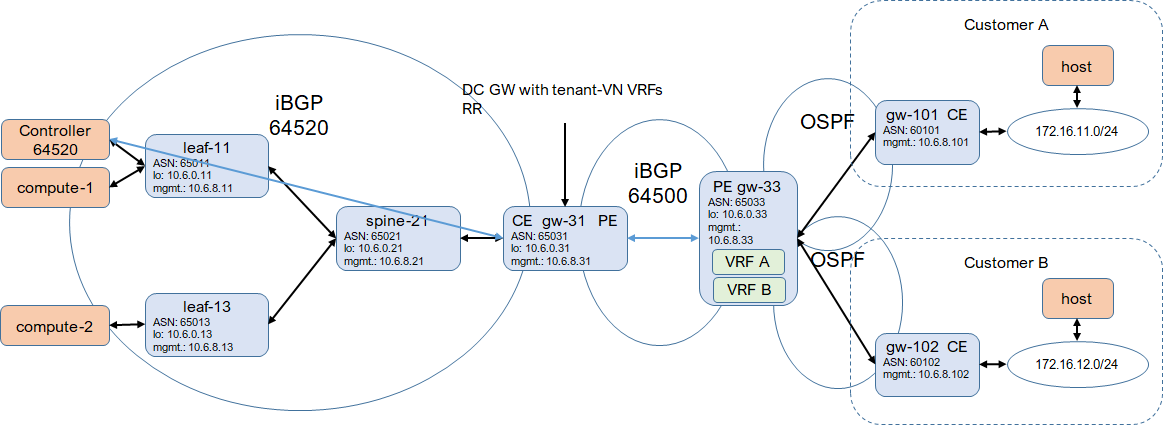 Customer A
host
172.16.11.0/24
gw-101 CE
ASN: 60101
mgmt.: 10.6.8.101
OSPF
DC GW with tenant-VN VRFs
RR
iBGP
64520
Controller
64520
compute-1
leaf-11
ASN: 65011
lo: 10.6.0.11
mgmt.: 10.6.8.11
iBGP
64500
PE gw-33
ASN: 65033
lo: 10.6.0.33
mgmt.:
10.6.8.33
VRF A
VRF B
spine-21
ASN: 65021
lo: 10.6.0.21
mgmt.: 10.6.8.21
CE gw-31 PE
ASN: 65031
lo: 10.6.0.31
mgmt.: 10.6.8.31
OSPF
Customer B
host
172.16.12.0/24
gw-102 CE
ASN: 60102
mgmt.: 10.6.8.102
compute-2
leaf-13
ASN: 65013
lo: 10.6.0.13
mgmt.: 10.6.8.13